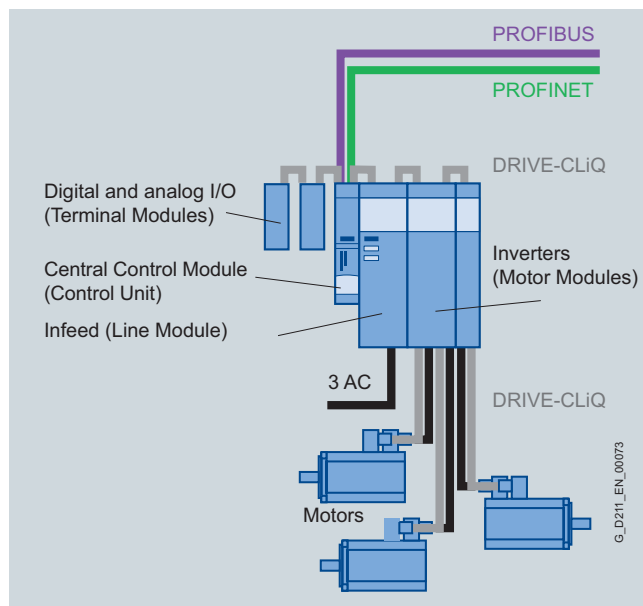 PROFIBUS
PROFINET
DRIVE-CLiQ
Digital and analog I/O
(Terminal Modules)
Central Control Module
(Control Unit)
Infeed (Line Module)
Inverters
(Motor Modules)
3 AC
DRIVE-CLiQ
Motors
G_D211_EN_00073